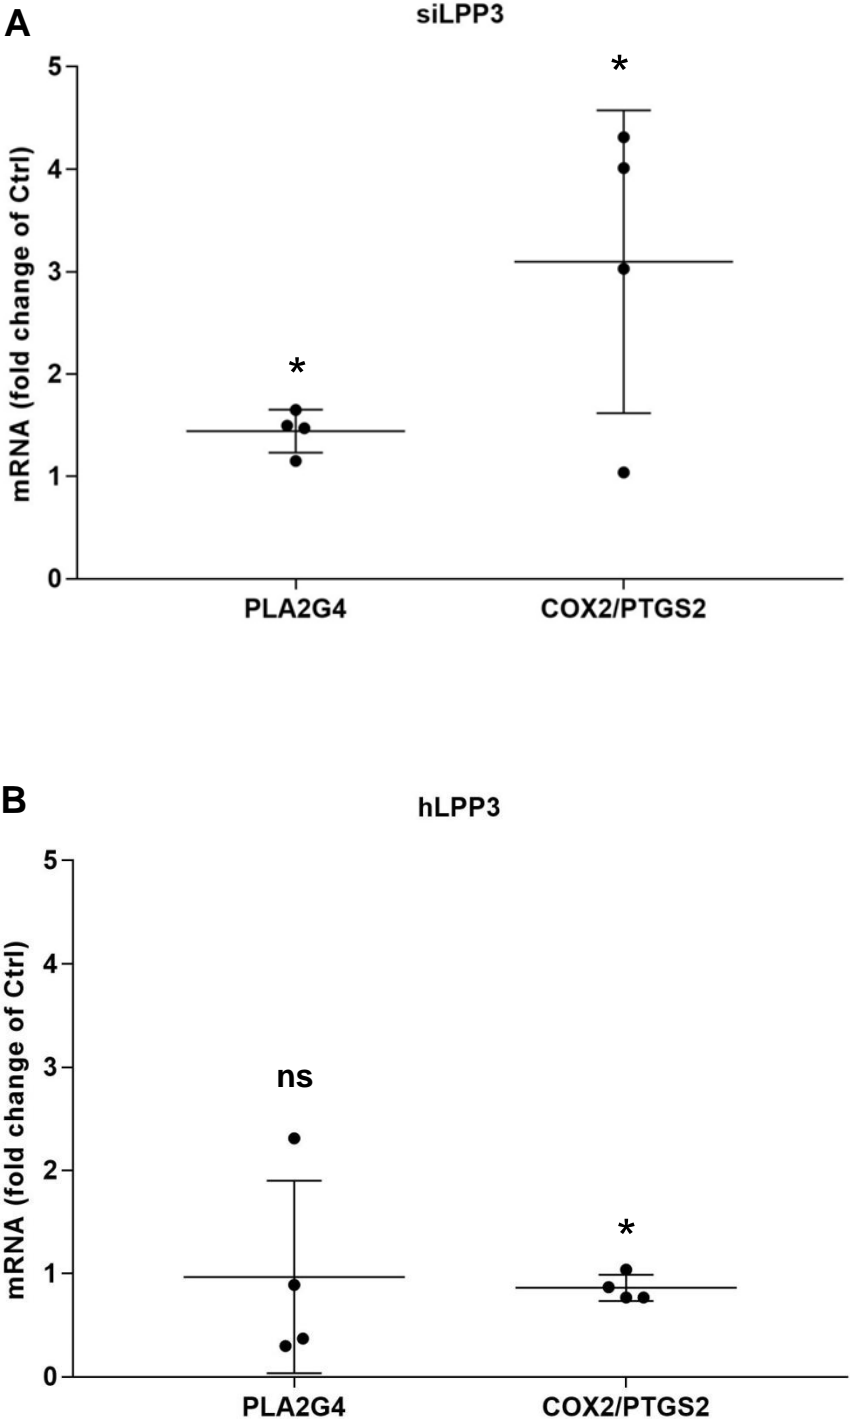 A
siLPP3
mRNA (fold change of Ctrl)
5
4
3
2
1
0
*
*
PLA2G4
COX2/PTGS2
B
hLPP3
mRNA (fold change of Ctrl)
5
4
3
2
1
0
ns
*
PLA2G4
COX2/PTGS2